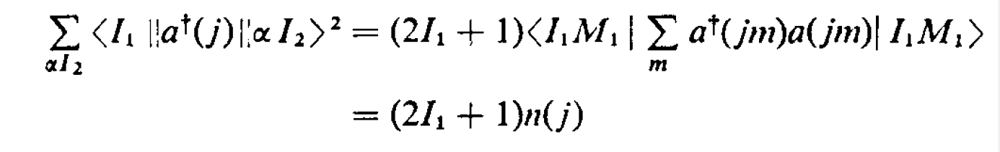 ∑_{αI₂} ⟨I₁ ||a†(j)||α I₂⟩² = (2I₁ + 1)⟨I₁M₁ | ∑_m a†(jm)a(jm)| I₁M₁⟩
= (2I₁ + 1)n(j)